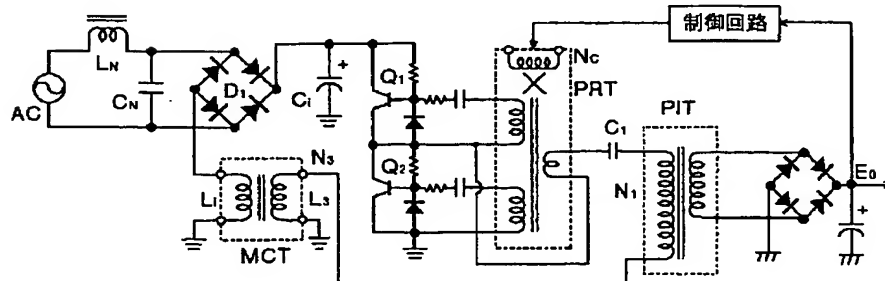 制御回路
LN
CN
AC
D1
Ci
+
Q1
Q2
NC
PRT
C1
PIT
N1
E0
+
L1
N3
L3
MCT